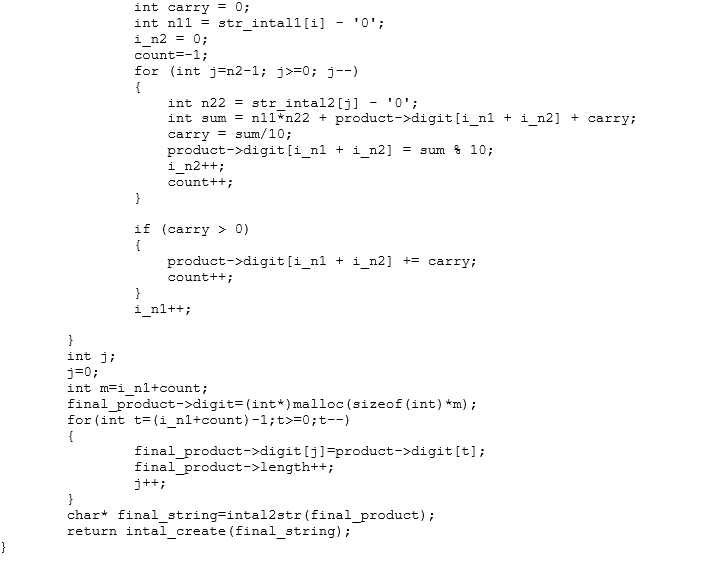 int carry = 0;
int n11 = str_intal1[i] - '0';
i_n2 = 0;
count=-1;
for (int j=n2-1; j>=0; j--)
{
int n22 = str_intal2[j] - '0';
int sum = n11*n22 + product->digit[i_n1 + i_n2] + carry;
carry = sum/10;
product->digit[i_n1 + i_n2] = sum % 10;
i_n2++;
count++;
}
if (carry > 0)
{
product->digit[i_n1 + i_n2] += carry;
count++;
}
i_n1++;
}
int j;
j=0;
int m=i_n1+count;
final_product->digit=(int*)malloc(sizeof(int)*m);
for(int t=(i_n1+count)-1;t>=0;t--)
{
final_product->digit[j]=product->digit[t];
final_product->length++;
j++;
}
char* final_string=intal2str(final_product);
return intal_create(final_string);
}